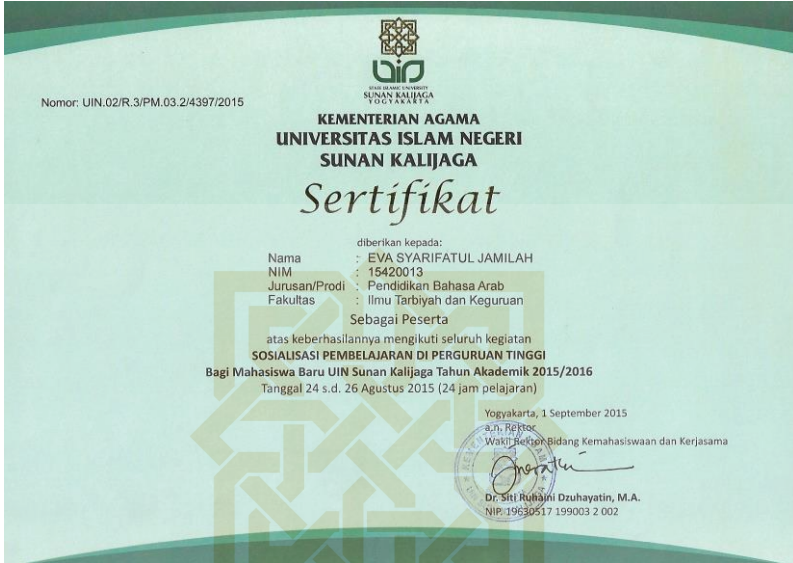 uin
STATE ISLAMIC UNIVERSITY
SUNAN KALIJAGA
YOGYAKARTA
Nomor: UIN.02/R.3/PM.03.2/4397/2015
KEMENTERIAN AGAMA
UNIVERSITAS ISLAM NEGERI
SUNAN KALIJAGA
Sertifikat
diberikan kepada:
Nama : EVA SYARIFATUL JAMILAH
NIM : 15420013
Jurusan/Prodi : Pendidikan Bahasa Arab
Fakultas : Ilmu Tarbiyah dan Keguruan
Sebagai Peserta
atas keberhasilannya mengikuti seluruh kegiatan
SOSIALISASI PEMBELAJARAN DI PERGURUAN TINGGI
Bagi Mahasiswa Baru UIN Sunan Kalijaga Tahun Akademik 2015/2016
Tanggal 24 s.d. 26 Agustus 2015 (24 jam pelajaran)
Yogyakarta, 1 September 2015
a.n. Rektor
Wakil Rektor Bidang Kemahasiswaan dan Kerjasama
KEMENTERIAN AGAMA
Dr. Siti Ruhaini Dzuhayatin, M.A.
NIP. 19630517 199003 2 002